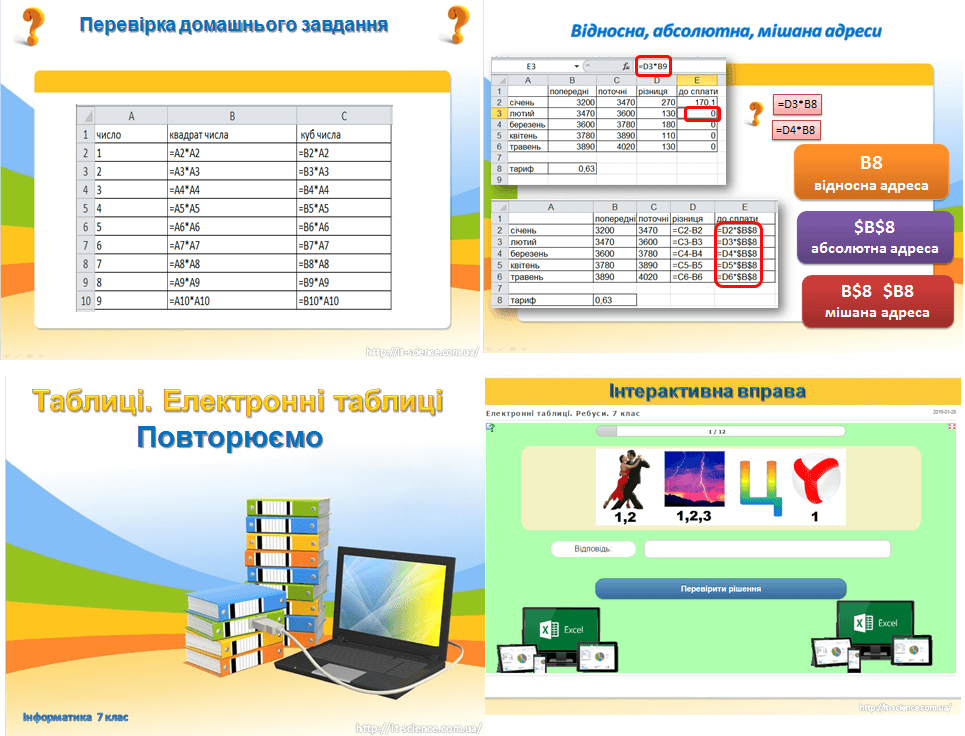 Перевірка домашнього завдання
A B C
1 число квадрат числа куб числа
2 1 =A2*A2 =B2*A2
3 2 =A3*A3 =B3*A3
4 3 =A4*A4 =B4*A4
5 4 =A5*A5 =B5*A5
6 5 =A6*A6 =B6*A6
7 6 =A7*A7 =B7*A7
8 7 =A8*A8 =B8*A8
9 8 =A9*A9 =B9*A9
10 9 =A10*A10 =B10*A10
http://it-science.com.ua/
Відносна, абсолютна, мішана адреси
E3 fx =D3*B9
A B C D E
1 попередні поточні різниця до сплати
2 січень 3200 3470 270 170,1
3 лютий 3470 3600 130 0
4 березень 3600 3780 180 0
5 квітень 3780 3890 110 0
6 травень 3890 4020 130 0
7
8 тариф 0,63
9
=D3*B8
=D4*B8
B8
відносна адреса
$B$8
абсолютна адреса
B$8 $B8
мішана адреса
A B C D E
1 попередні поточні різниця до сплати
2 січень 3200 3470 =C2-B2 =D2*$B$8
3 лютий 3470 3600 =C3-B3 =D3*$B$8
4 березень 3600 3780 =C4-B4 =D4*$B$8
5 квітень 3780 3890 =C5-B5 =D5*$B$8
6 травень 3890 4020 =C6-B6 =D6*$B$8
7
8 тариф 0,63
Таблиці. Електронні таблиці
Повторюємо
Інформатика 7 клас
http://it-science.com.ua/
Інтерактивна вправа
Електронні таблиці. Ребуси. 7 клас
2016-01-26
1 / 12
Ц
1,2 1,2,3 1
Відповідь:
Перевірити рішення
Excel
Excel
http://it-science.com.ua/